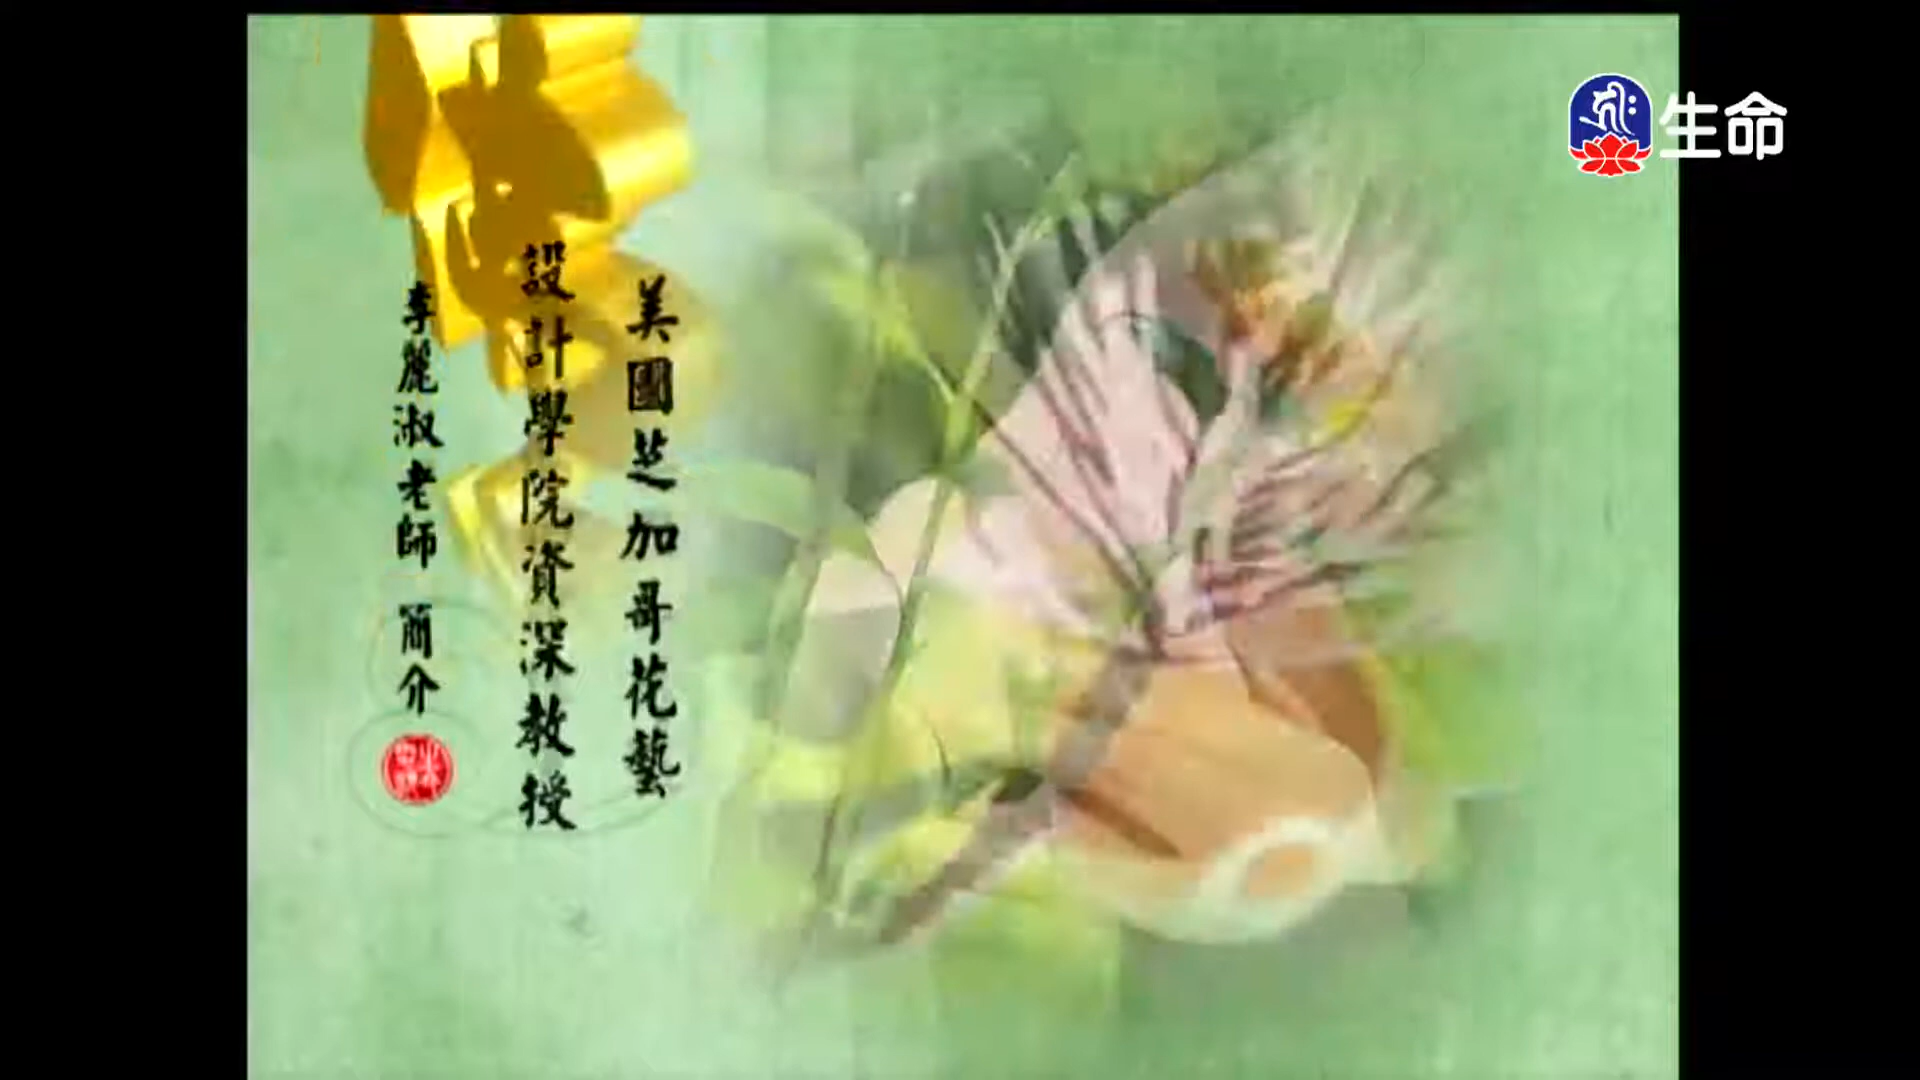 美國芝加哥花藝
設計學院資深教授
李麗淑老師 簡介
生命